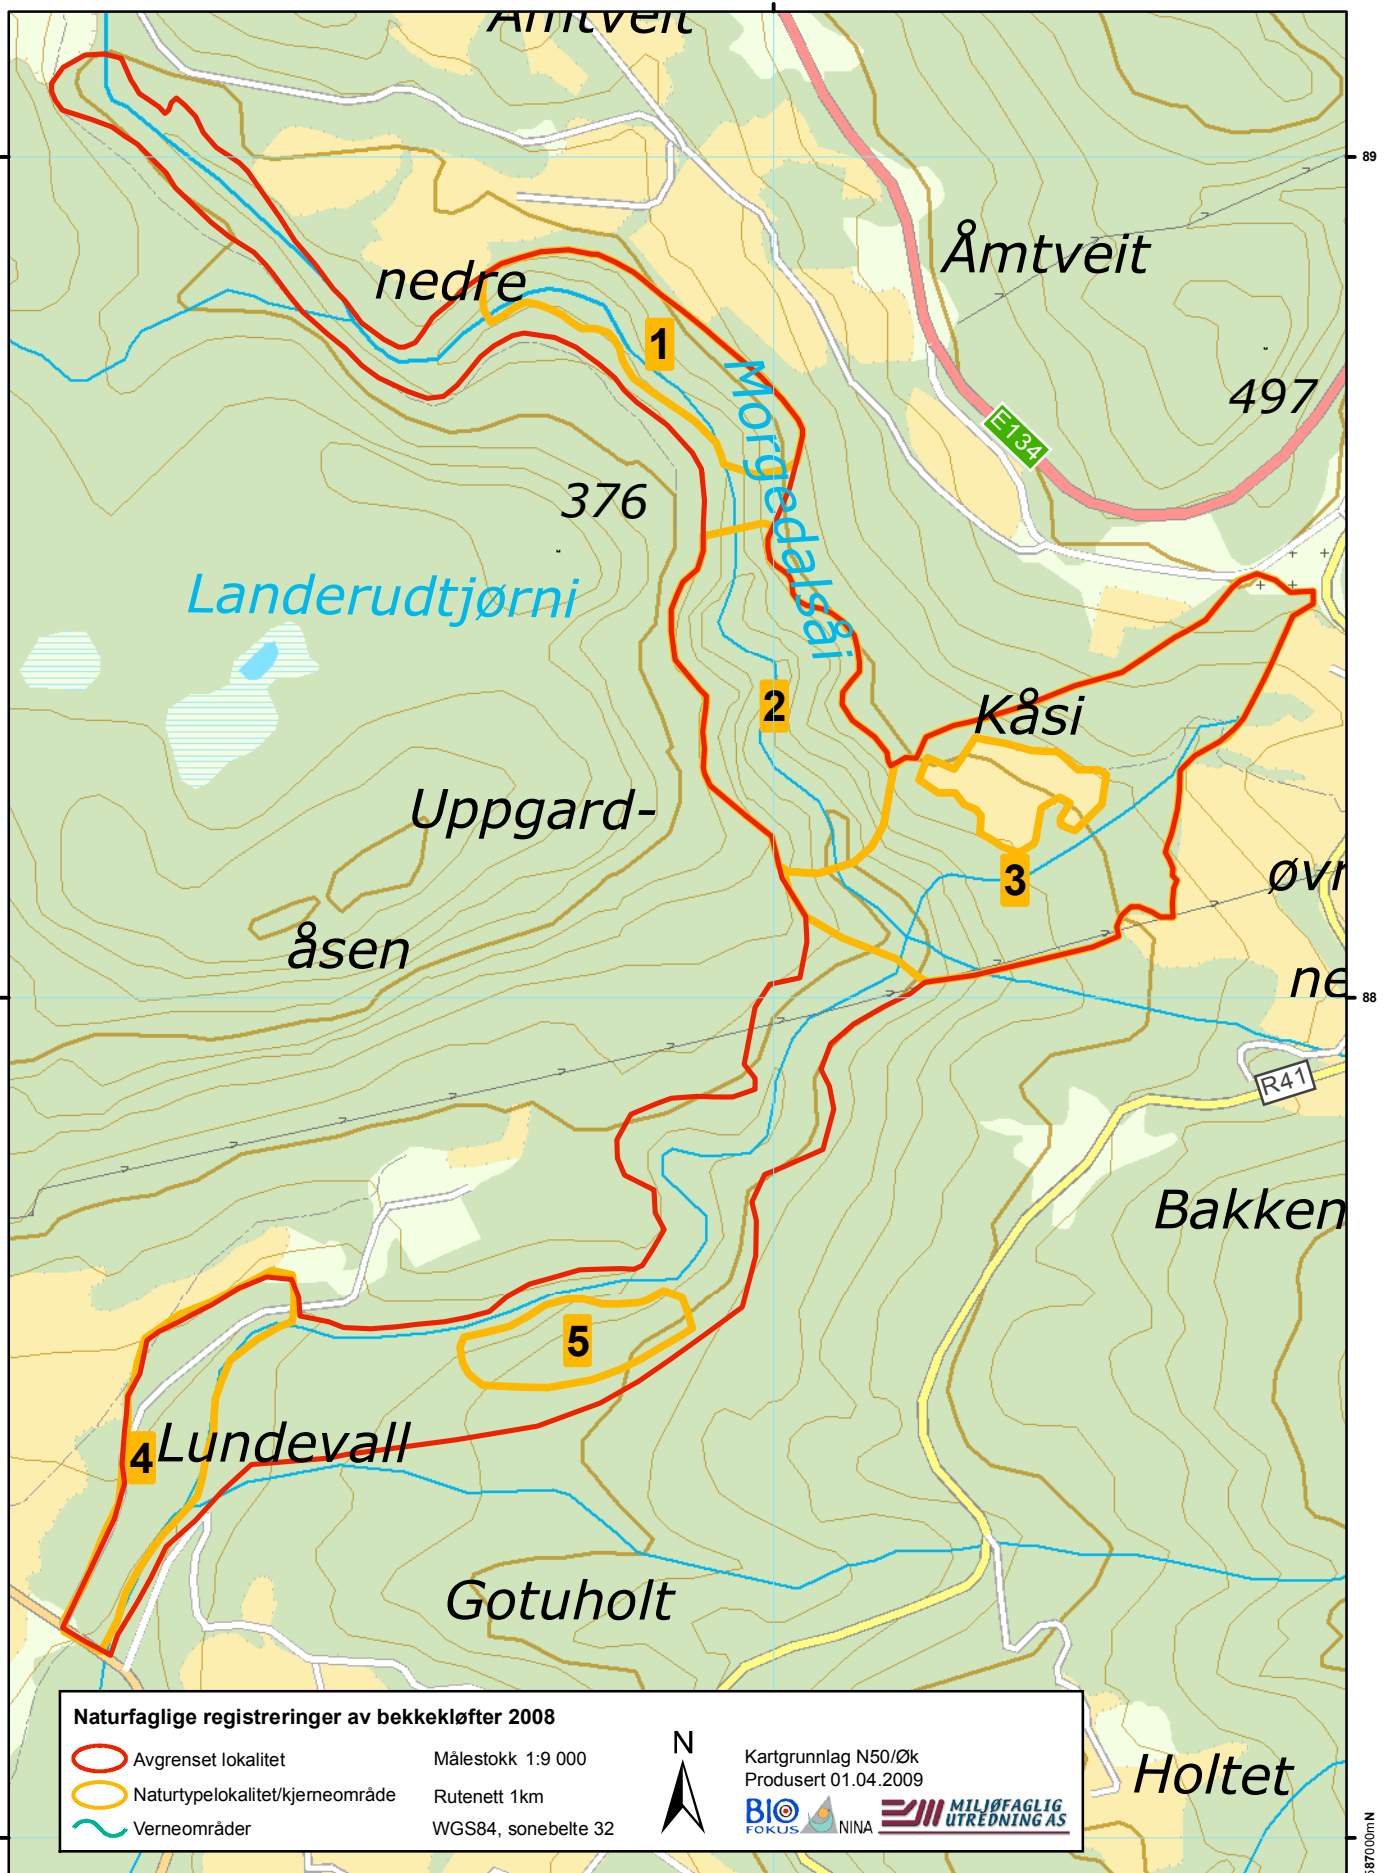 Åmtveit
89
Åmtveit
nedre
1
Morgedalsåi
497
E134
376
Landerudtjørni
2
Kåsi
Uppgard-
3
øvr
åsen
ne
88
R41
Bakken
5
4
Lundevall
Gotuholt
Holtet
Naturfaglige registreringer av bekkekløfter 2008
Avgrenset lokalitet
Målestokk 1:9 000
Naturtypelokalitet/kjerneområde
Rutenett 1km
Verneområder
WGS84, sonebelte 32
N
Kartgrunnlag N50/Øk
Produsert 01.04.2009
BIO
FOKUS
NINA
MILJØFAGLIG
UTREDNING AS
587000mN